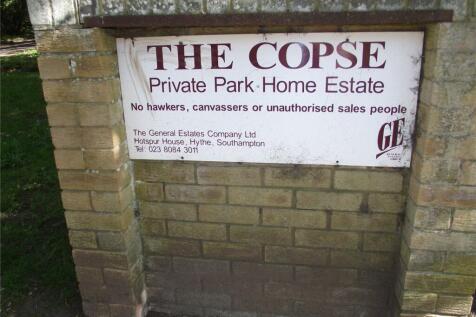 THE COPSE
Private Park Home Estate
No hawkers, canvassers or unauthorised sales people
The General Estates Company Ltd
Hotspur House, Hythe, Southampton
Tel: 023 8084 3011
GE